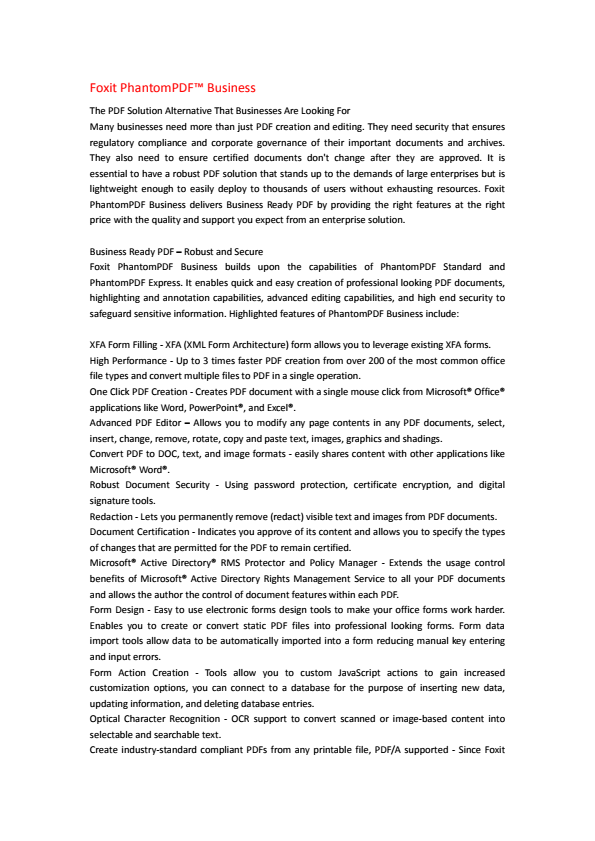 Foxit PhantomPDF™ Business
The PDF Solution Alternative That Businesses Are Looking For
Many businesses need more than just PDF creation and editing. They need security that ensures
regulatory compliance and corporate governance of their important documents and archives.
They also need to ensure certified documents don't change after they are approved. It is
essential to have a robust PDF solution that stands up to the demands of large enterprises but is
lightweight enough to easily deploy to thousands of users without exhausting resources. Foxit
PhantomPDF Business delivers Business Ready PDF by providing the right features at the right
price with the quality and support you expect from an enterprise solution.
Business Ready PDF – Robust and Secure
Foxit PhantomPDF Business builds upon the capabilities of PhantomPDF Standard and
PhantomPDF Express. It enables quick and easy creation of professional looking PDF documents,
highlighting and annotation capabilities, advanced editing capabilities, and high end security to
safeguard sensitive information. Highlighted features of PhantomPDF Business include:
XFA Form Filling - XFA (XML Form Architecture) form allows you to leverage existing XFA forms.
High Performance - Up to 3 times faster PDF creation from over 200 of the most common office
file types and convert multiple files to PDF in a single operation.
One Click PDF Creation - Creates PDF document with a single mouse click from Microsoft® Office®
applications like Word, PowerPoint®, and Excel®.
Advanced PDF Editor – Allows you to modify any page contents in any PDF documents, select,
insert, change, remove, rotate, copy and paste text, images, graphics and shadings.
Convert PDF to DOC, text, and image formats - easily shares content with other applications like
Microsoft® Word®.
Robust Document Security - Using password protection, certificate encryption, and digital
signature tools.
Redaction - Lets you permanently remove (redact) visible text and images from PDF documents.
Document Certification - Indicates you approve of its content and allows you to specify the types
of changes that are permitted for the PDF to remain certified.
Microsoft® Active Directory® RMS Protector and Policy Manager - Extends the usage control
benefits of Microsoft® Active Directory Rights Management Service to all your PDF documents
and allows the author the control of document features within each PDF.
Form Design - Easy to use electronic forms design tools to make your office forms work harder.
Enables you to create or convert static PDF files into professional looking forms. Form data
import tools allow data to be automatically imported into a form reducing manual key entering
and input errors.
Form Action Creation - Tools allow you to custom JavaScript actions to gain increased
customization options, you can connect to a database for the purpose of inserting new data,
updating information, and deleting database entries.
Optical Character Recognition - OCR support to convert scanned or image-based content into
selectable and searchable text.
Create industry-standard compliant PDFs from any printable file, PDF/A supported - Since Foxit